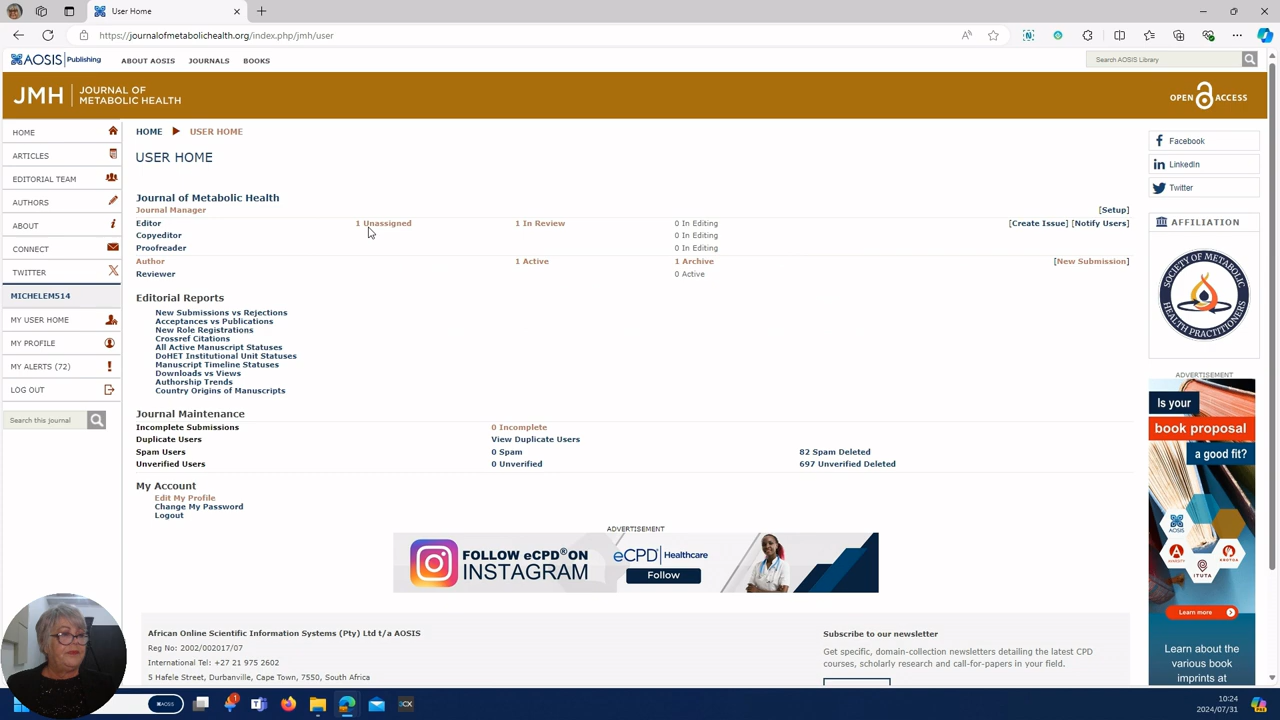 User Home
https://journalofmetabolichealth.org/index.php/jmh/user
AOSIS Publishing
ABOUT AOSIS
JOURNALS
BOOKS
Search AOSIS Library
JMH
JOURNAL OF
METABOLIC HEALTH
OPEN ACCESS
HOME
ARTICLES
EDITORIAL TEAM
AUTHORS
ABOUT
CONNECT
TWITTER
MICHELEM514
MY USER HOME
MY PROFILE
MY ALERTS (72)
LOG OUT
Search this journal
HOME USER HOME
USER HOME
Journal of Metabolic Health
Journal Manager [Setup]
Editor 1 Unassigned 1 In Review 0 In Editing [Create Issue] [Notify Users]
Copyeditor 0 In Editing
Proofreader 0 In Editing
Author 1 Active 1 Archive [New Submission]
Reviewer 0 Active
Editorial Reports
New Submissions vs Rejections
Acceptances vs Publications
New Role Registrations
Crossref Citations
All Active Manuscript Statuses
DoHET Institutional Unit Statuses
Manuscript Timeline Statuses
Downloads vs Views
Authorship Trends
Country Origins of Manuscripts
Journal Maintenance
Incomplete Submissions 0 Incomplete
Duplicate Users View Duplicate Users
Spam Users 0 Spam 82 Spam Deleted
Unverified Users 0 Unverified 697 Unverified Deleted
My Account
Edit My Profile
Change My Password
Logout
ADVERTISEMENT
FOLLOW eCPD® ON
INSTAGRAM
eCPD Healthcare
Follow
African Online Scientific Information Systems (Pty) Ltd t/a AOSIS
Reg No: 2002/002017/07
International Tel: +27 21 975 2602
5 Hafele Street, Durbanville, Cape Town, 7550, South Africa
Subscribe to our newsletter
Get specific, domain-collection newsletters detailing the latest CPD
courses, scholarly research and call-for-papers in your field.
Facebook
LinkedIn
Twitter
AFFILIATION
SOCIETY OF METABOLIC
HEALTH PRACTITIONERS
ADVERTISEMENT
Is your
book proposal
a good fit?
AOSIS
AVARSITY
ITUTA
Learn more
Learn about the
various book
imprints at
AOSIS
10:24
2024/07/31